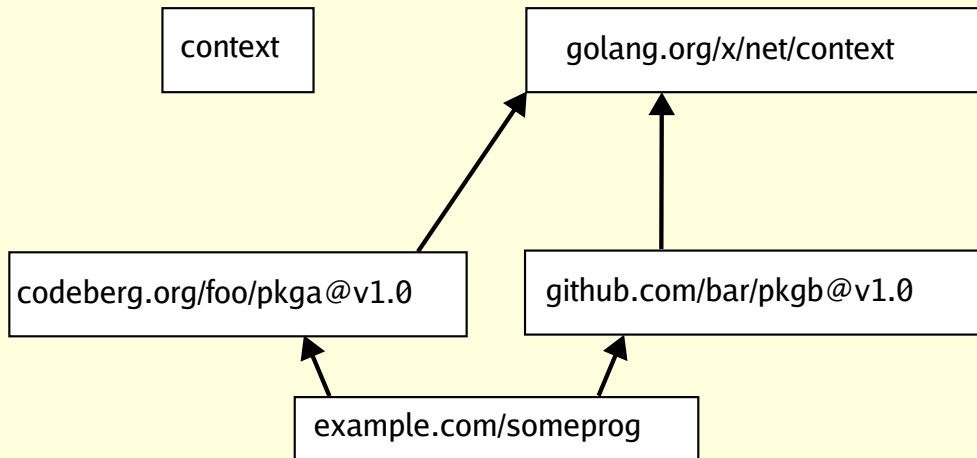 context
golang.org/x/net/context
codeberg.org/foo/pkga@v1.0
github.com/bar/pkgb@v1.0
example.com/someprog